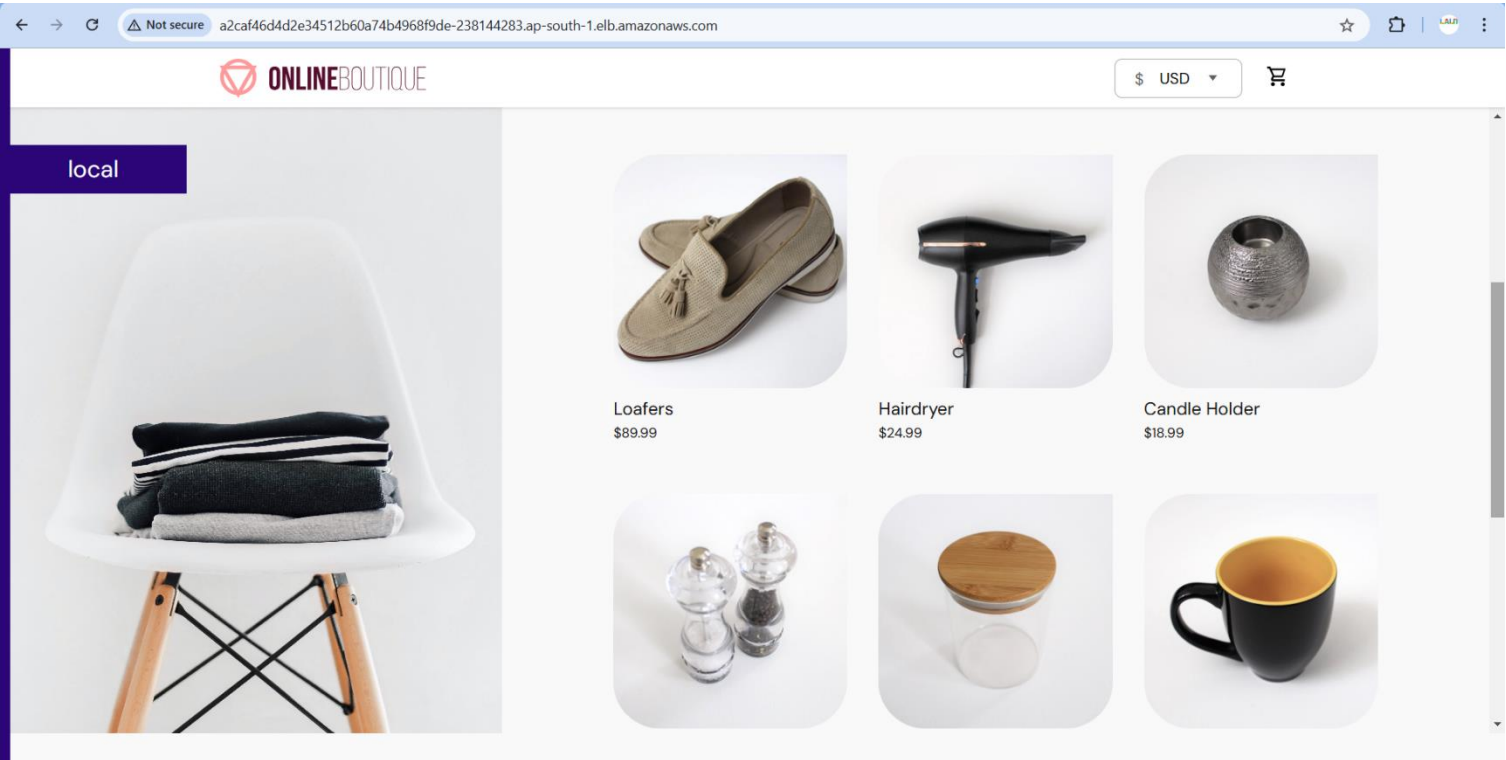 Not secure
a2caf46d4d2e34512b60a74b4968f9de-238144283.ap-south-1.elb.amazonaws.com
ONLINEBOUTIQUE
$ USD
local
Loafers
$89.99
Hairdryer
$24.99
Candle Holder
$18.99